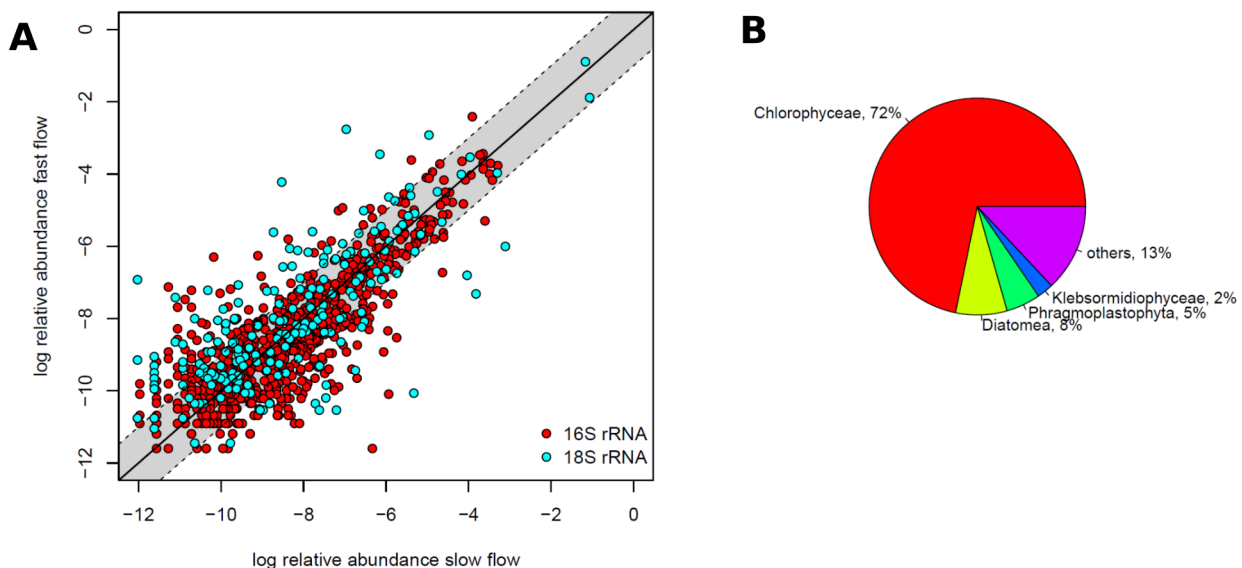 A
log relative abundance fast flow
0
−2
−4
−6
−8
−10
−12
−12 −10 −8 −6 −4 −2 0
log relative abundance slow flow
16S rRNA
18S rRNA
B
Chlorophyceae, 72%
others, 13%
Klebsormidiophyceae, 2%
Phragmoplastophyta, 5%
Diatomea, 8%